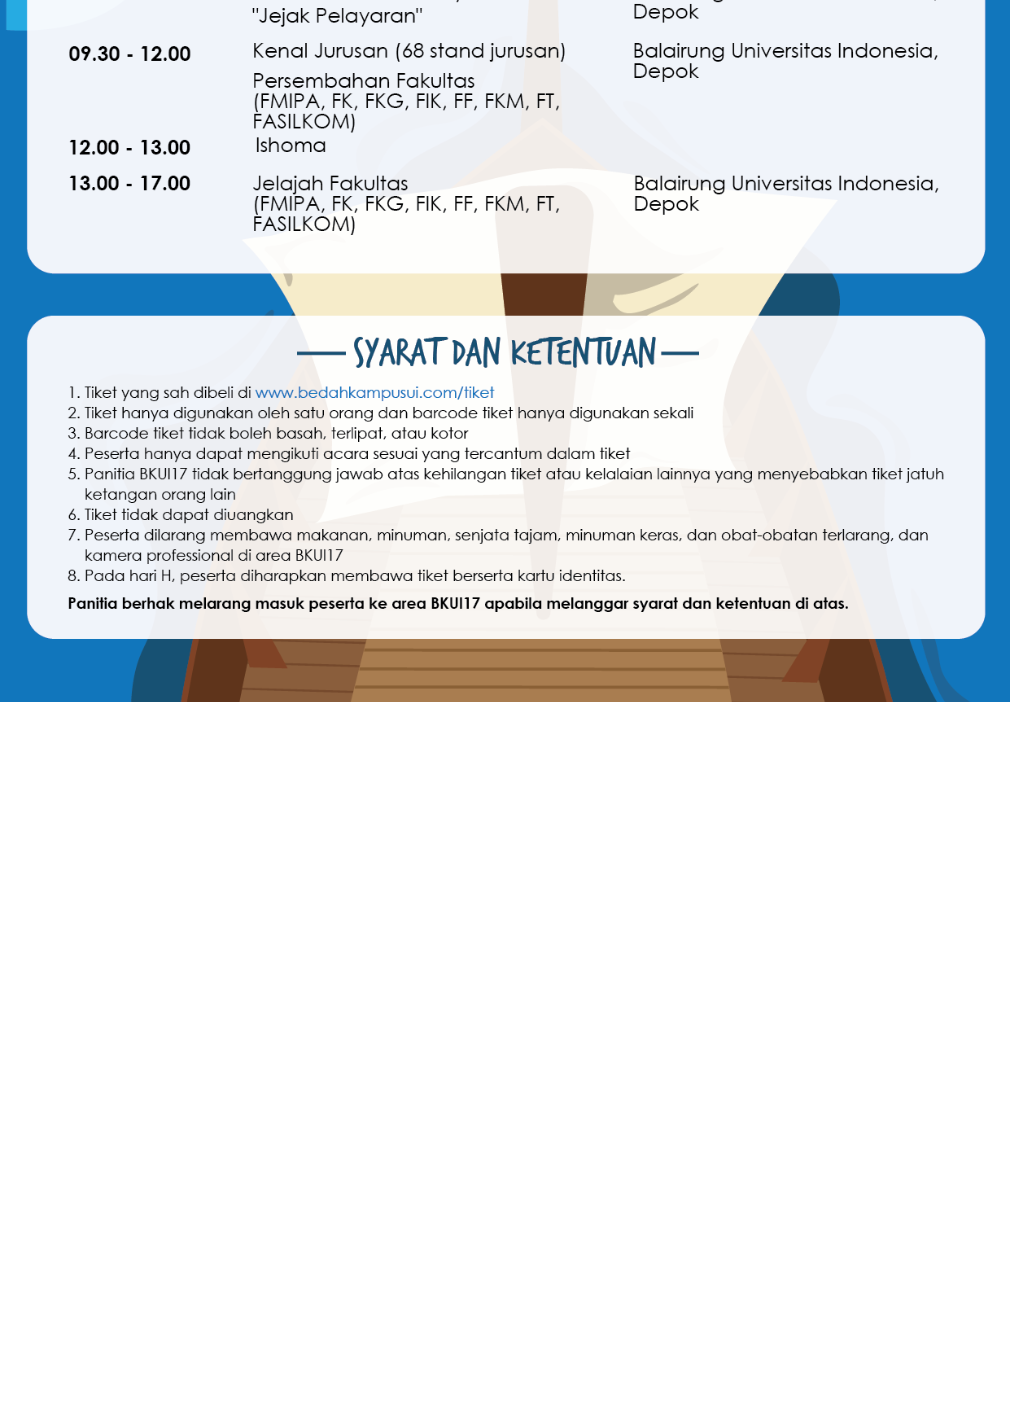 "Jejak Pelayaran"
Depok
09.30 - 12.00 Kenal Jurusan (68 stand jurusan) Balairung Universitas Indonesia,
Depok
Persembahan Fakultas
(FMIPA, FK, FKG, FIK, FF, FKM, FT,
FASILKOM)
12.00 - 13.00 Ishoma
13.00 - 17.00 Jelajah Fakultas Balairung Universitas Indonesia,
(FMIPA, FK, FKG, FIK, FF, FKM, FT, Depok
FASILKOM)
SYARAT DAN KETENTUAN
1. Tiket yang sah dibeli di www.bedahkampusui.com/tiket
2. Tiket hanya digunakan oleh satu orang dan barcode tiket hanya digunakan sekali
3. Barcode tiket tidak boleh basah, terlipat, atau kotor
4. Peserta hanya dapat mengikuti acara sesuai yang tercantum dalam tiket
5. Panitia BKUI17 tidak bertanggung jawab atas kehilangan tiket atau kelalaian lainnya yang menyebabkan tiket jatuh
ketangan orang lain
6. Tiket tidak dapat diuangkan
7. Peserta dilarang membawa makanan, minuman, senjata tajam, minuman keras, dan obat-obatan terlarang, dan
kamera professional di area BKUI17
8. Pada hari H, peserta diharapkan membawa tiket berserta kartu identitas.
Panitia berhak melarang masuk peserta ke area BKUI17 apabila melanggar syarat dan ketentuan di atas.